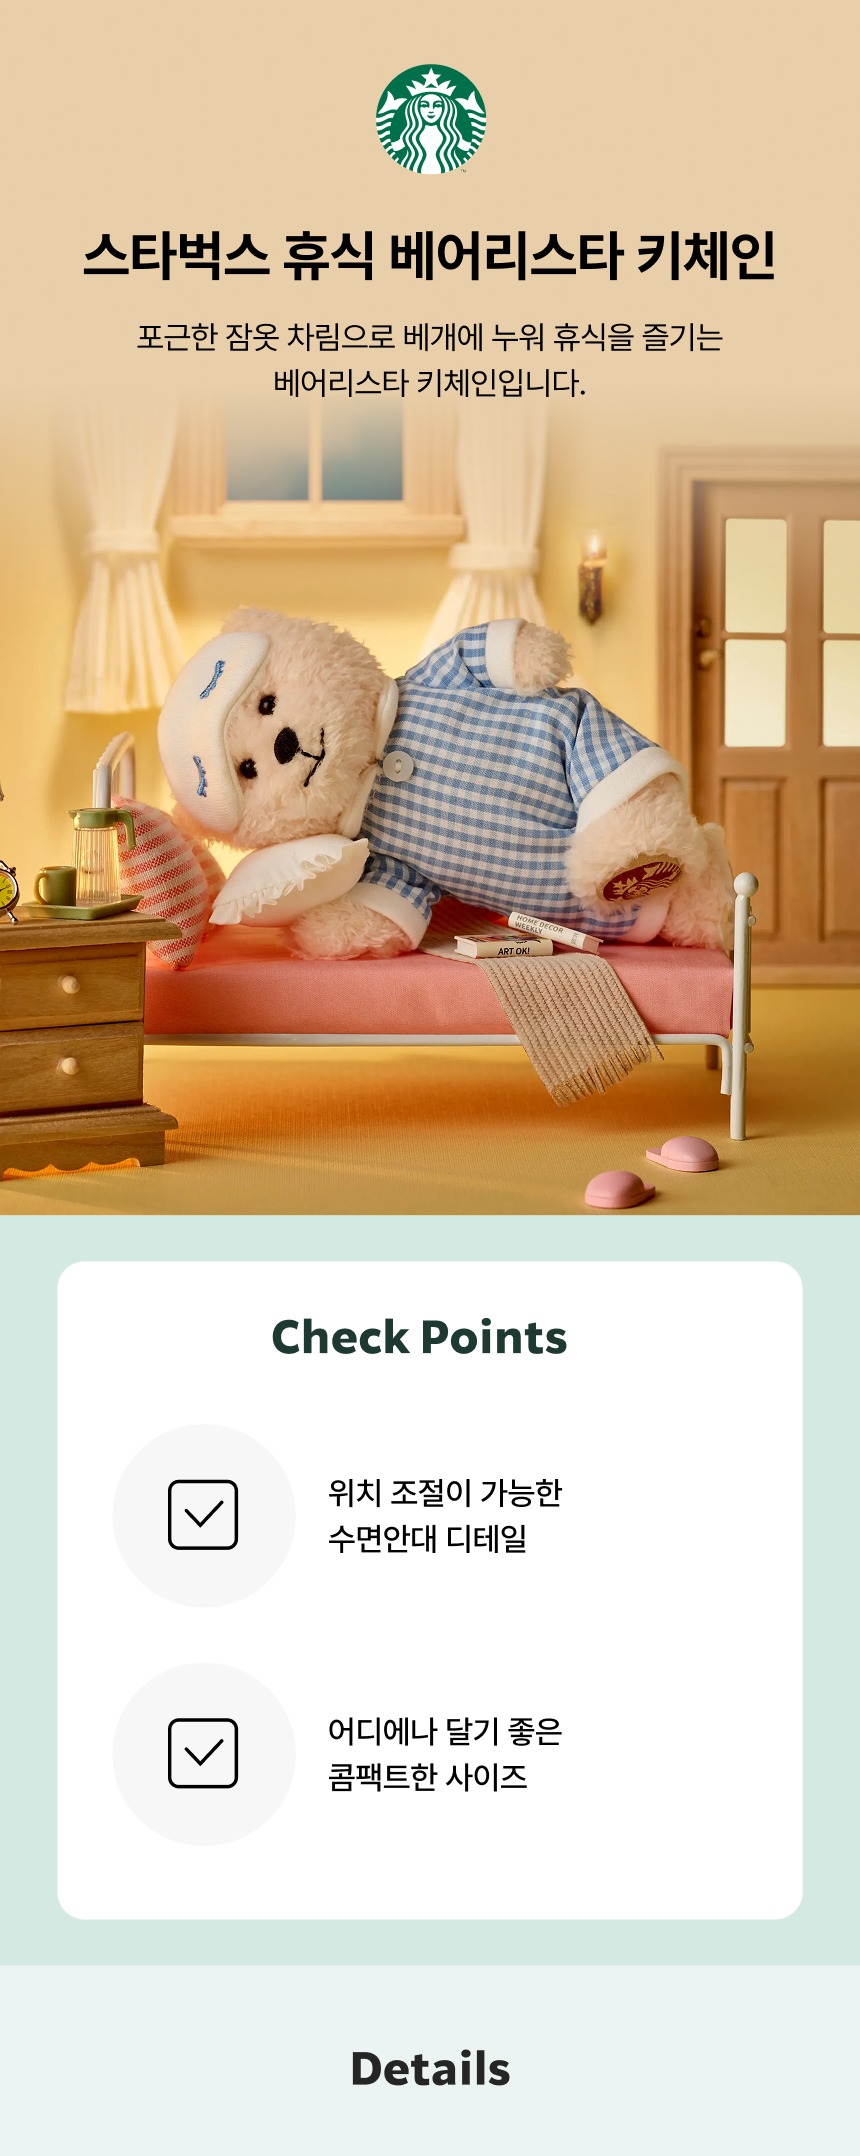 스타벅스 휴식 베어리스타 키체인
포근한 잠옷 차림으로 베개에 누워 휴식을 즐기는
베어리스타 키체인입니다.
HOME DECOR
WEEKLY
ART OK!
Check Points
위치 조절이 가능한
수면안대 디테일
어디에나 달기 좋은
콤팩트한 사이즈
Details